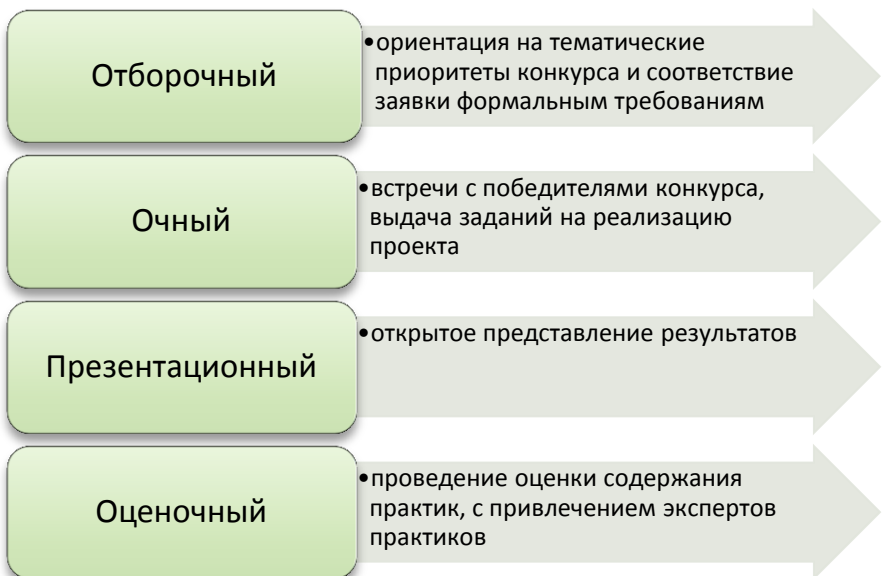 Отборочный
•ориентация на тематические
приоритеты конкурса и соответствие
заявки формальным требованиям
Очный
•встречи с победителями конкурса,
выдача заданий на реализацию
проекта
Презентационный
•открытое представление результатов
Оценочный
•проведение оценки содержания
практик, с привлечением экспертов
практиков